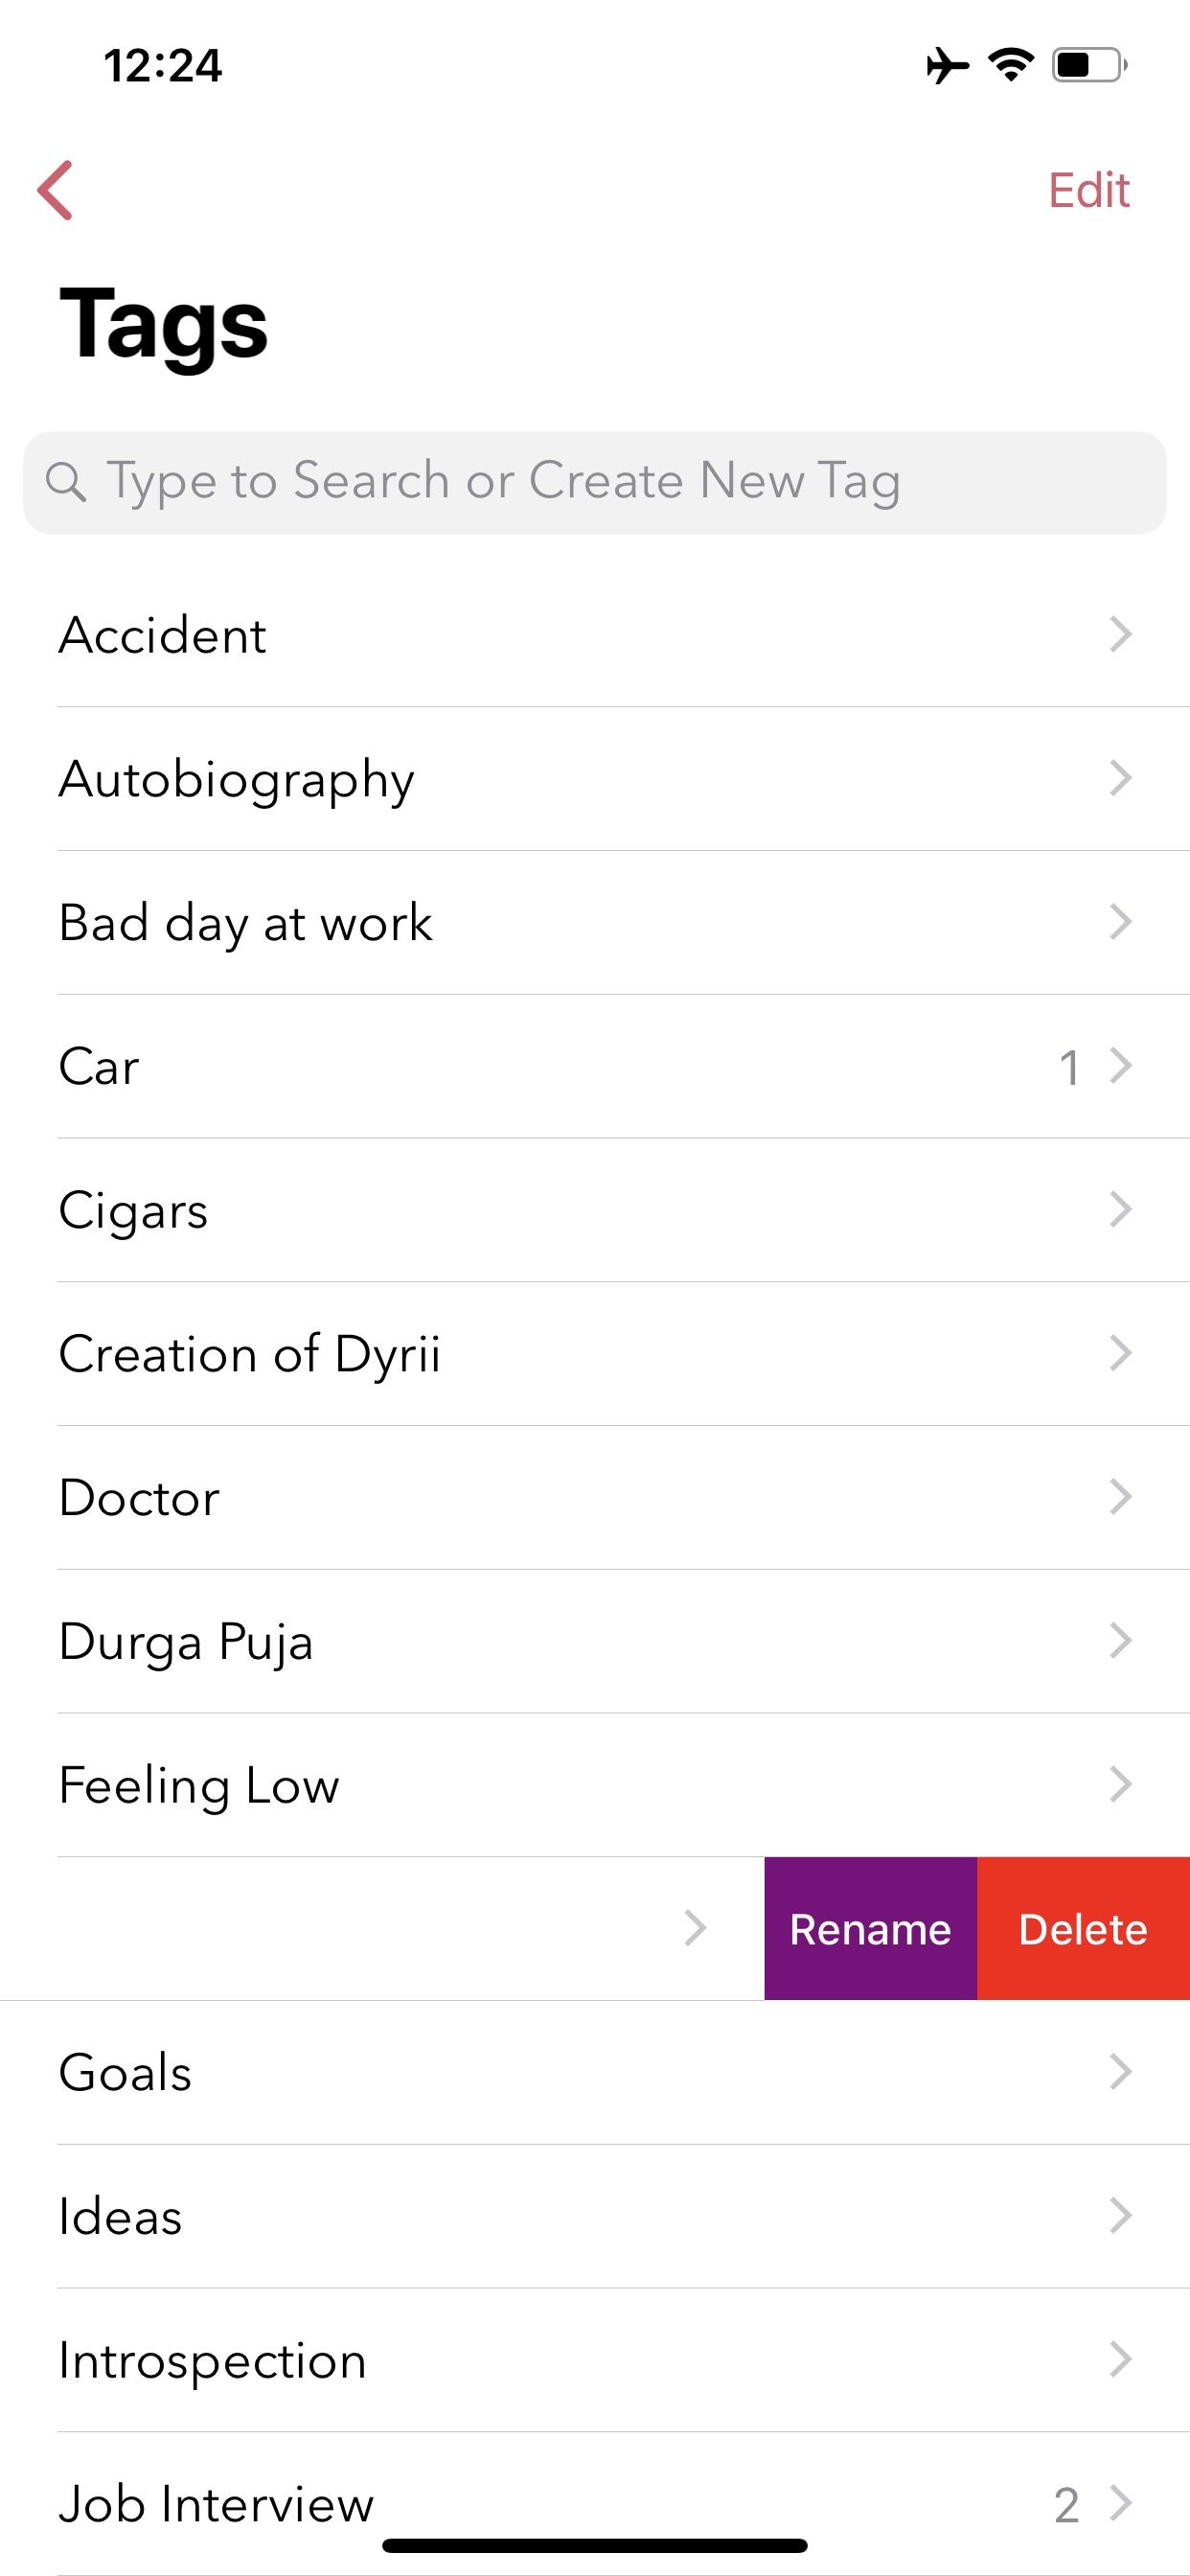 12:24
Edit
Tags
Type to Search or Create New Tag
Accident
Autobiography
Bad day at work
Car 1
Cigars
Creation of Dyrii
Doctor
Durga Puja
Feeling Low
Rename Delete
Goals
Ideas
Introspection
Job Interview 2